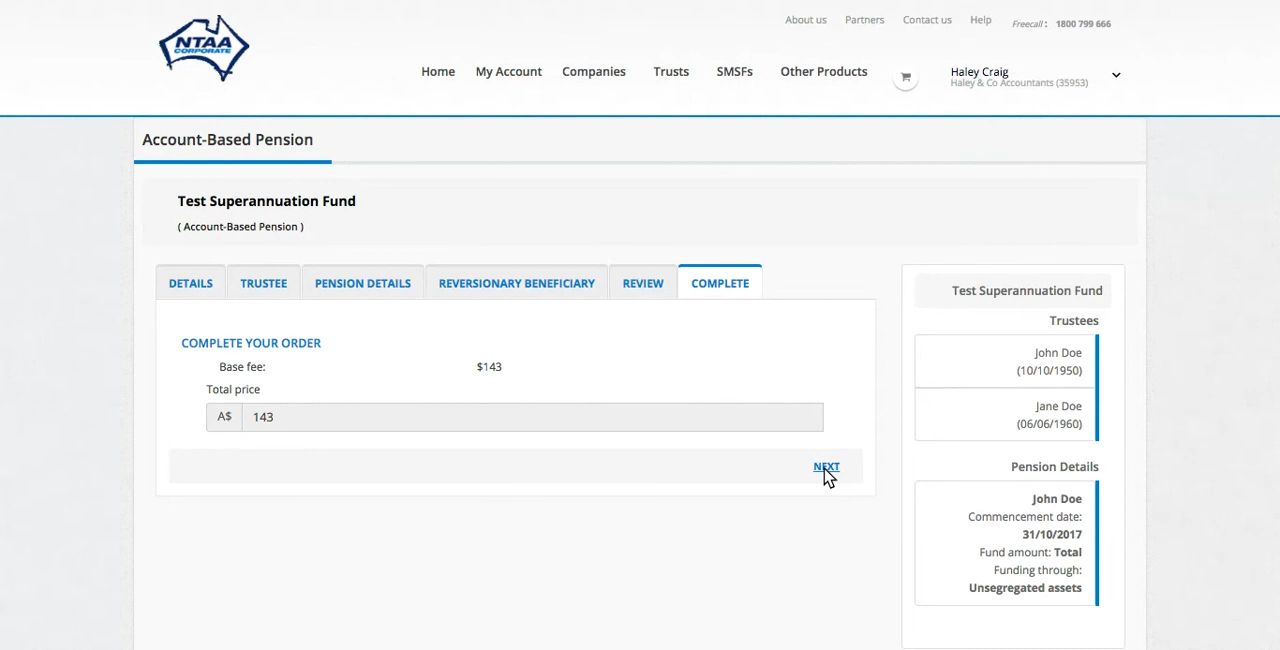 NTAA
CORPORATE
About us Partners Contact us Help Freecall : 1800 799 666
Home My Account Companies Trusts SMSFs Other Products
Haley Craig
Haley & Co Accountants (35953)
Account-Based Pension
Test Superannuation Fund
( Account-Based Pension )
DETAILS TRUSTEE PENSION DETAILS REVERSIONARY BENEFICIARY REVIEW COMPLETE
COMPLETE YOUR ORDER
Base fee: $143
Total price
A$ 143
NEXT
Test Superannuation Fund
Trustees
John Doe
(10/10/1950)
Jane Doe
(06/06/1960)
Pension Details
John Doe
Commencement date:
31/10/2017
Fund amount: Total
Funding through:
Unsegregated assets